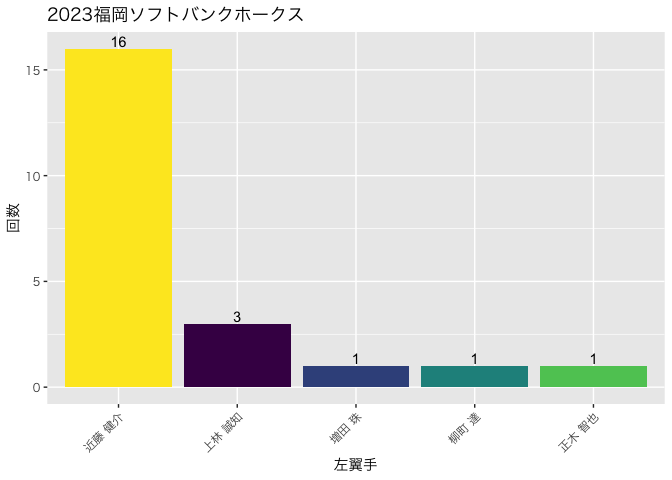 2023福岡ソフトバンクホークス
回数
15
10
5
0
16
3
1
1
1
近藤 健介
上林 誠知
増田 珠
柳町 達
正木 智也
左翼手